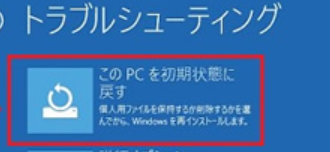 トラブルシューティング
この PC を初期状態に
戻す
個人用ファイルを保持するか削除するかを選
んでから、Windows を再インストールします。